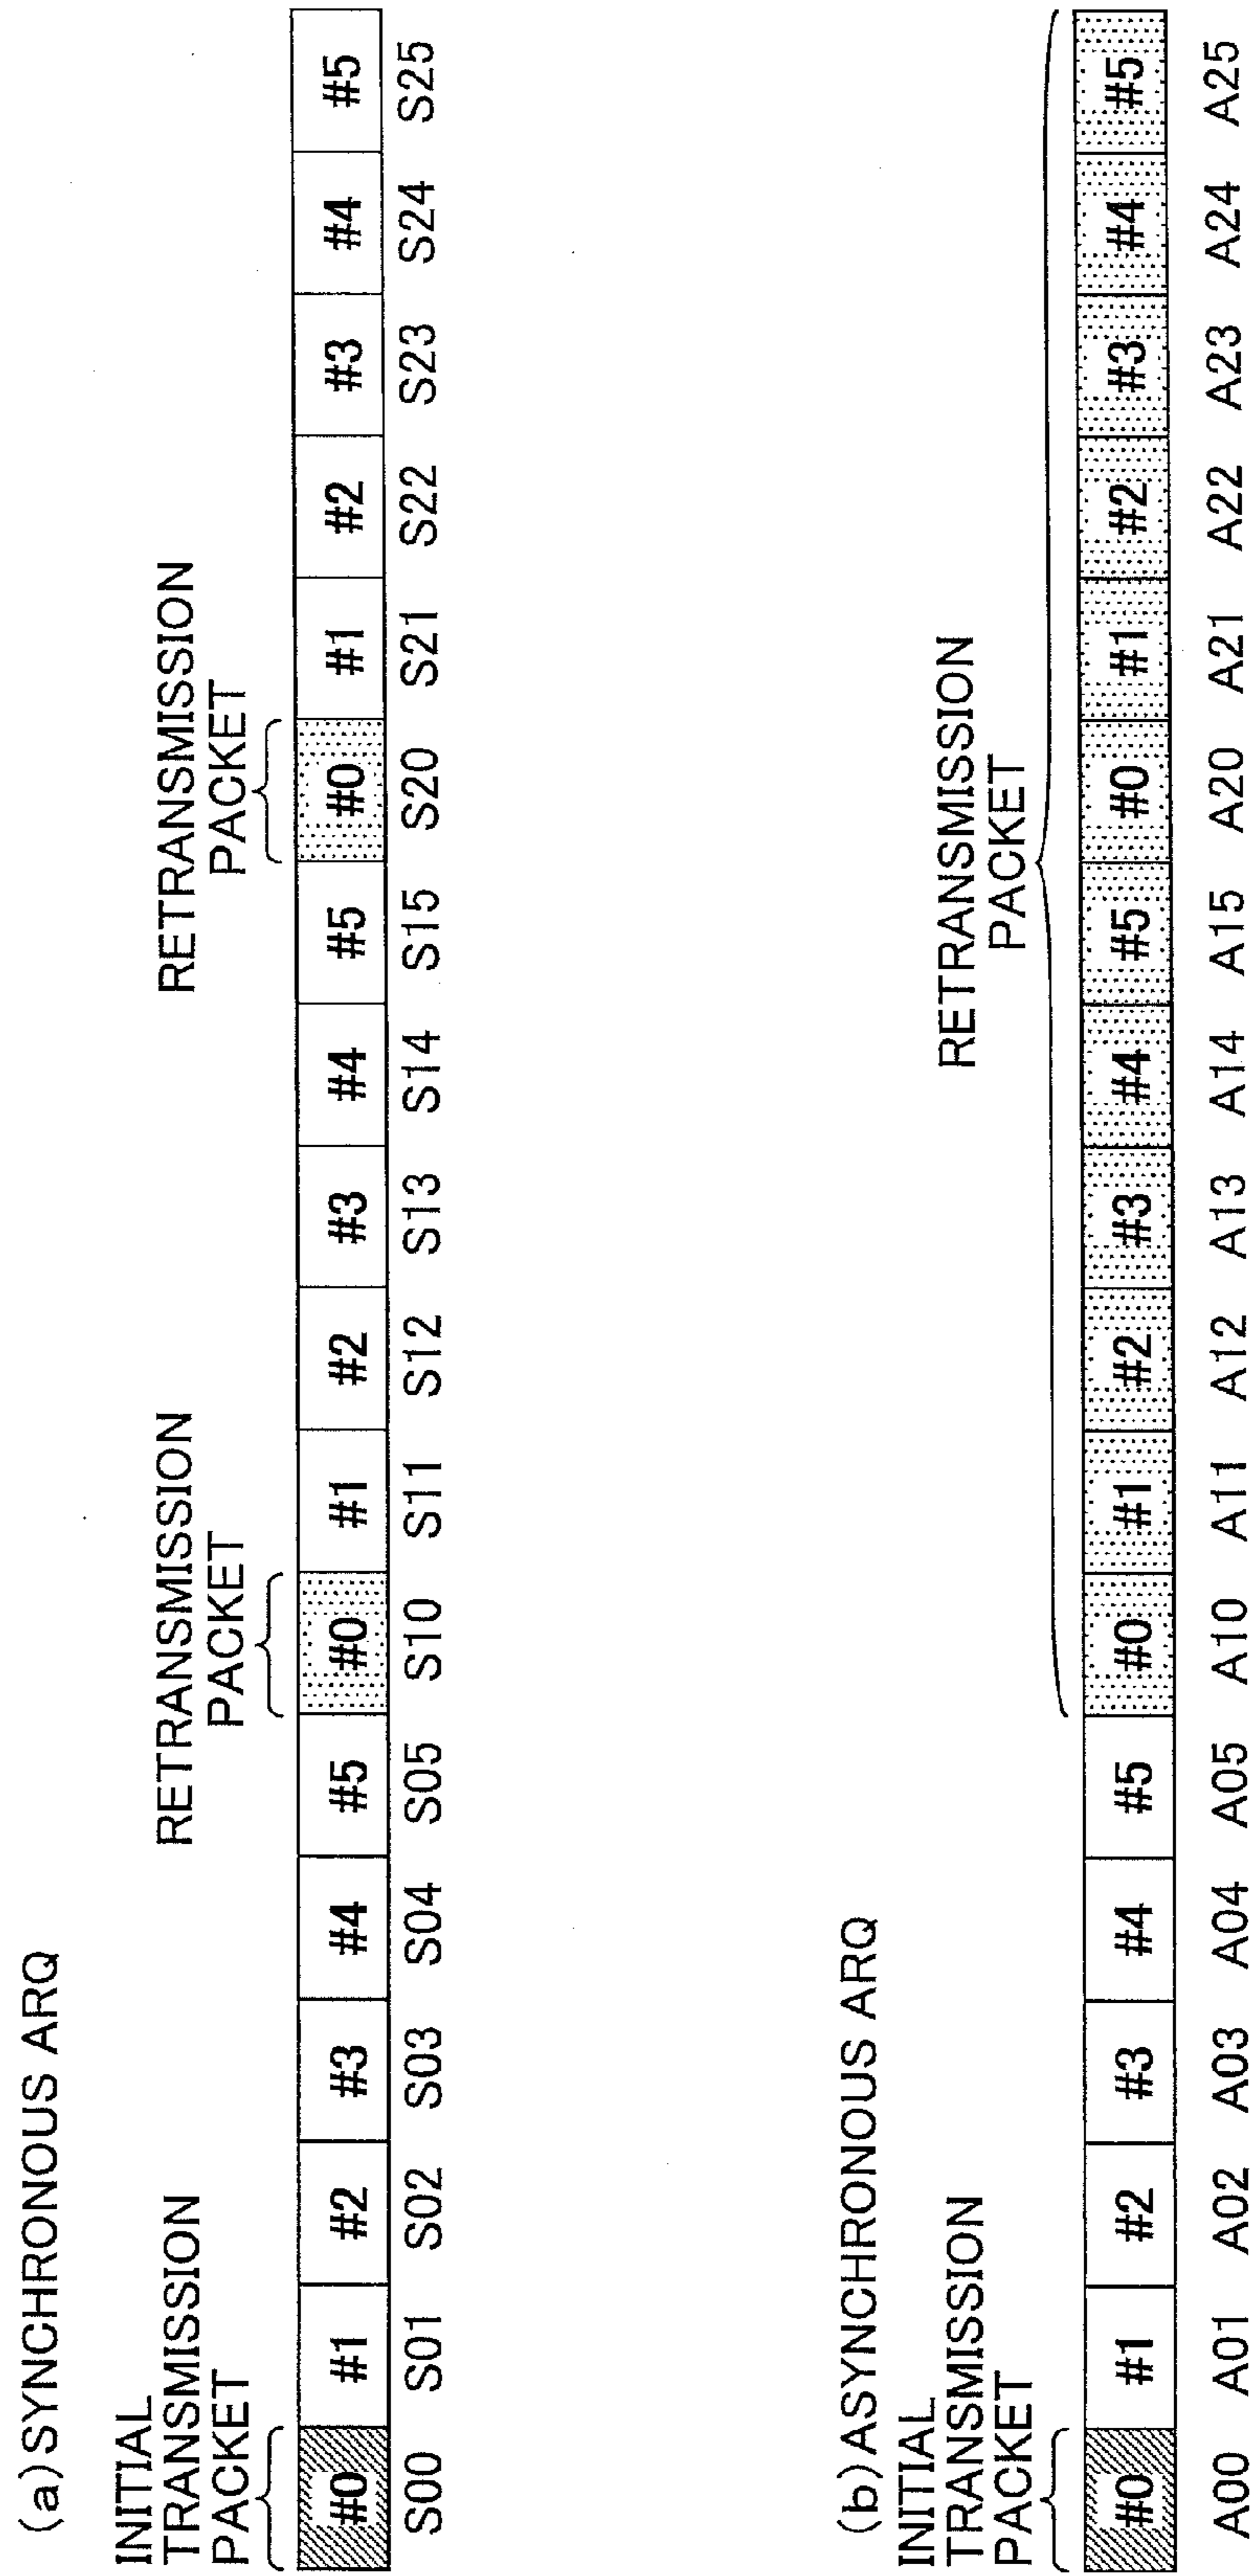 (a)SYNCHRONOUS ARQ
INITIAL
TRANSMISSION
PACKET
RETRANSMISSION
PACKET
RETRANSMISSION
PACKET
#0 #1 #2 #3 #4 #5 #0 #1 #2 #3 #4 #5 #0 #1 #2 #3 #4 #5
S00 S01 S02 S03 S04 S05 S10 S11 S12 S13 S14 S15 S20 S21 S22 S23 S24 S25
(b)ASYNCHRONOUS ARQ
INITIAL
TRANSMISSION
PACKET
RETRANSMISSION
PACKET
#0 #1 #2 #3 #4 #5 #0 #1 #2 #3 #4 #5 #0 #1 #2 #3 #4 #5
A00 A01 A02 A03 A04 A05 A10 A11 A12 A13 A14 A15 A20 A21 A22 A23 A24 A25